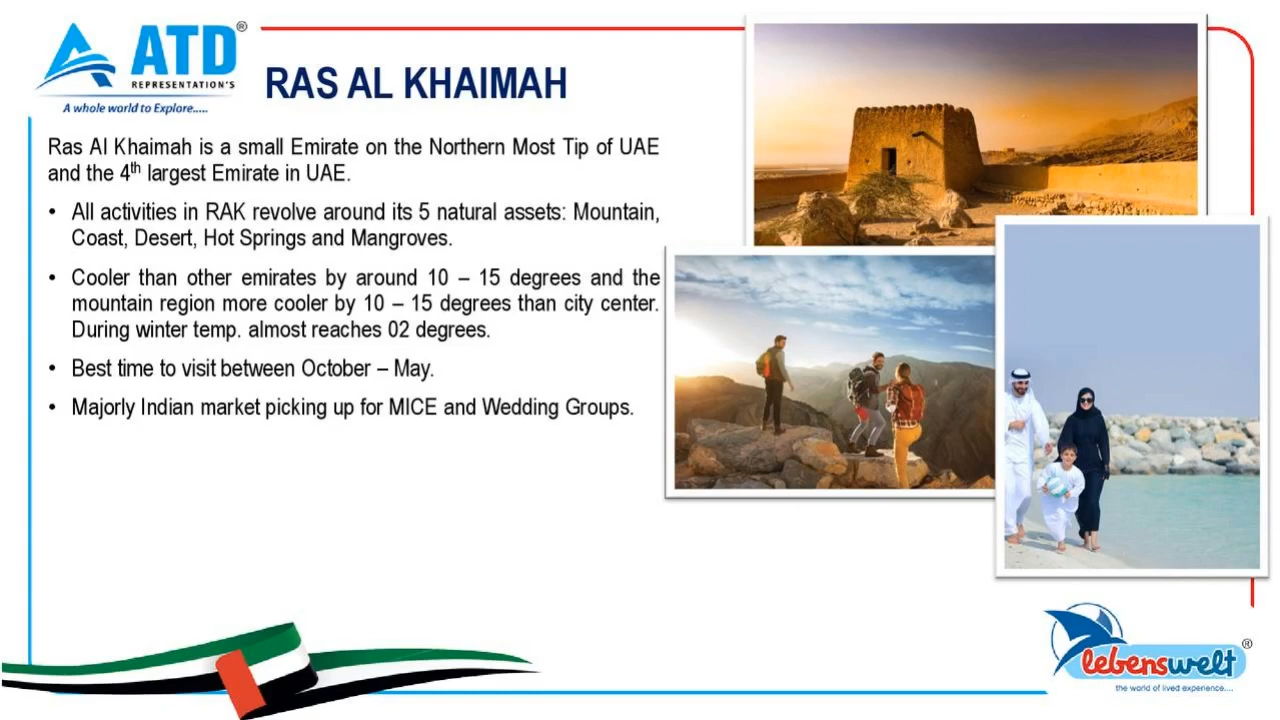 ATD®
REPRESENTATION'S
A whole world to Explore.....
RAS AL KHAIMAH
Ras Al Khaimah is a small Emirate on the Northern Most Tip of UAE
and the 4th largest Emirate in UAE.
• All activities in RAK revolve around its 5 natural assets: Mountain,
Coast, Desert, Hot Springs and Mangroves.
• Cooler than other emirates by around 10 – 15 degrees and the
mountain region more cooler by 10 – 15 degrees than city center.
During winter temp. almost reaches 02 degrees.
• Best time to visit between October – May.
• Majorly Indian market picking up for MICE and Wedding Groups.
lebenswelt®
the world of lived experience....